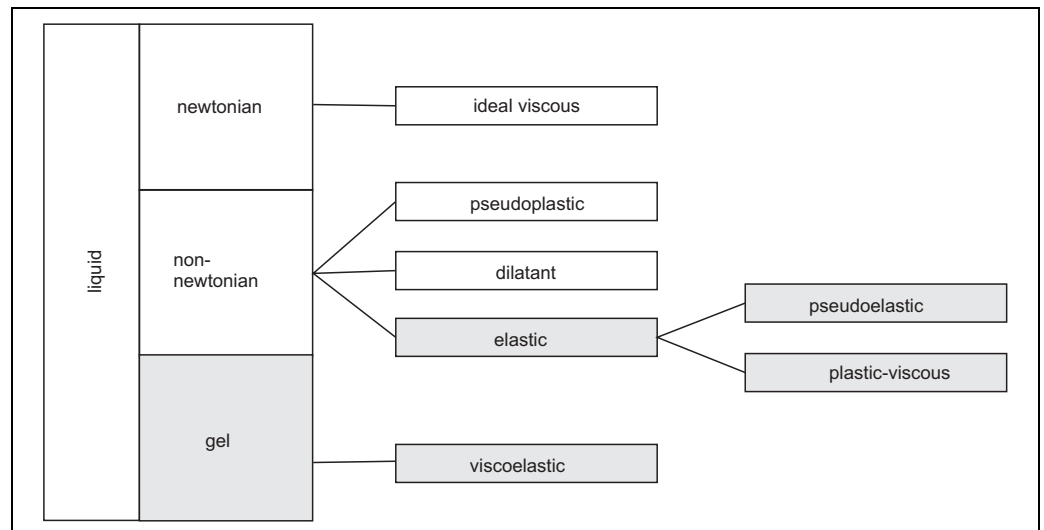 liquid
newtonian
ideal viscous
non-
newtonian
pseudoplastic
dilatant
elastic
pseudoelastic
plastic-viscous
gel
viscoelastic